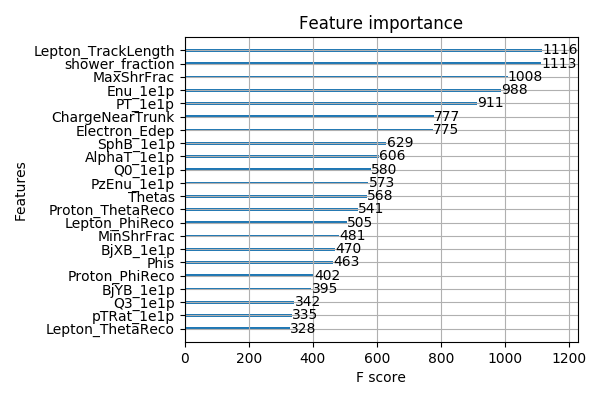 Feature importance
Features
Lepton_TrackLength 1116
shower_fraction 1113
MaxShrFrac 1008
Enu_1e1p 988
PT_1e1p 911
ChargeNearTrunk 777
Electron_Edep 775
SphB_1e1p 629
AlphaT_1e1p 606
Q0_1e1p 580
PzEnu_1e1p 573
Thetas 568
Proton_ThetaReco 541
Lepton_PhiReco 505
MinShrFrac 481
BjXB_1e1p 470
Phis 463
Proton_PhiReco 402
BjYB_1e1p 395
Q3_1e1p 342
pTRat_1e1p 335
Lepton_ThetaReco 328
0 200 400 600 800 1000 1200
F score